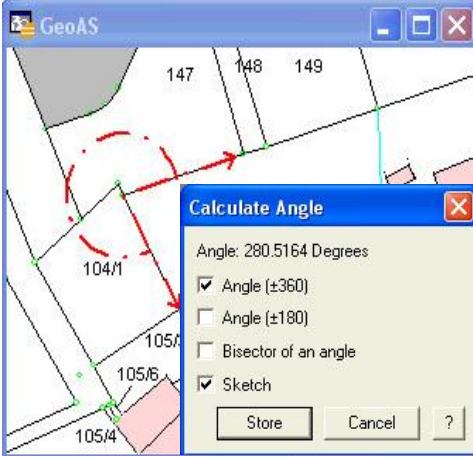 GeoAS
147
148
149
Calculate Angle
Angle: 280.5164 Degrees
Angle (±360)
104/1
Angle (±180)
Bisector of an angle
105/6
Sketch
Store
Cancel
?
105/4